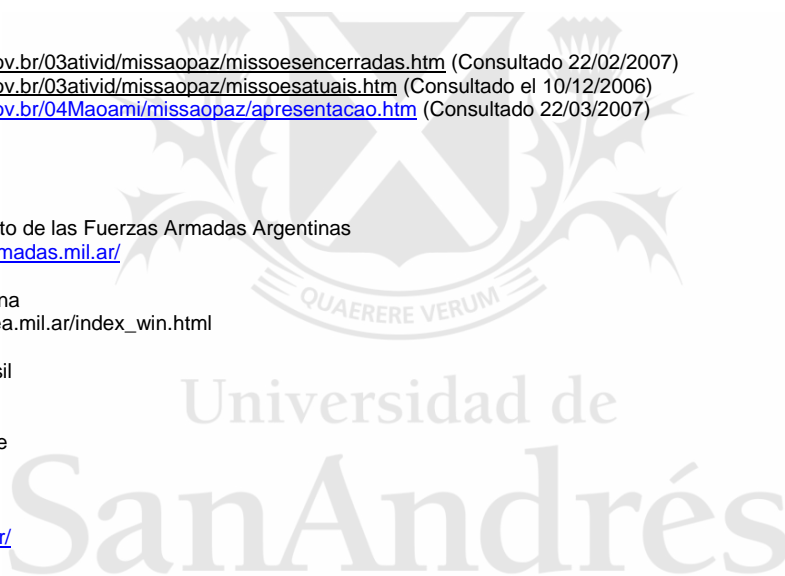 ov.br/03ativid/missaopaz/missoesencerradas.htm (Consultado 22/02/2007)
ov.br/03ativid/missaopaz/missoesatuais.htm (Consultado el 10/12/2006)
ov.br/04Maoami/missaopaz/apresentacao.htm (Consultado 22/03/2007)
to de las Fuerzas Armadas Argentinas
madas.mil.ar/
na
a.mil.ar/index_win.html
sil
e
r/
QUAERERE VERUM
Universidad de
SanAndrés